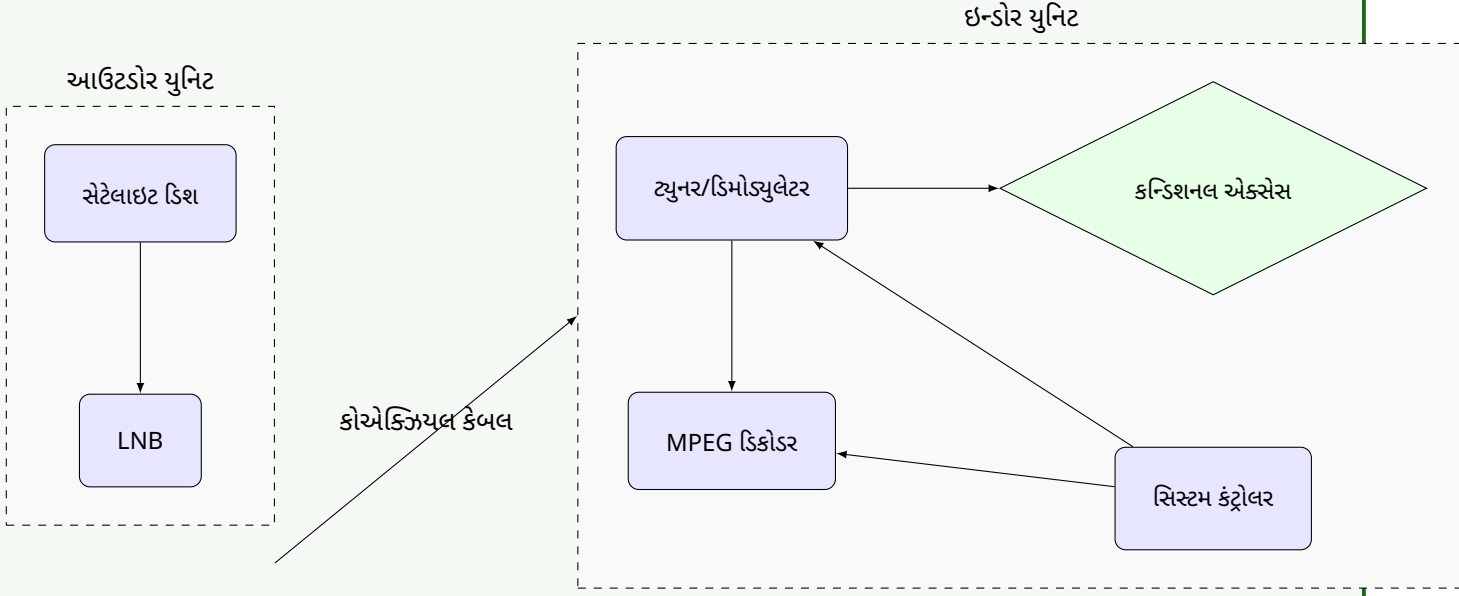 આઉટડોર યુનિટ
સેટેલાઇટ ડિશ
LNB
કોએક્ઝિયલ કેબલ
ઇન્ડોર યુનિટ
ટ્યુનર/ડિમોડ્યુલેટર
કન્ડિશનલ એક્સેસ
MPEG ડિકોડર
સિસ્ટમ કંટ્રોલર